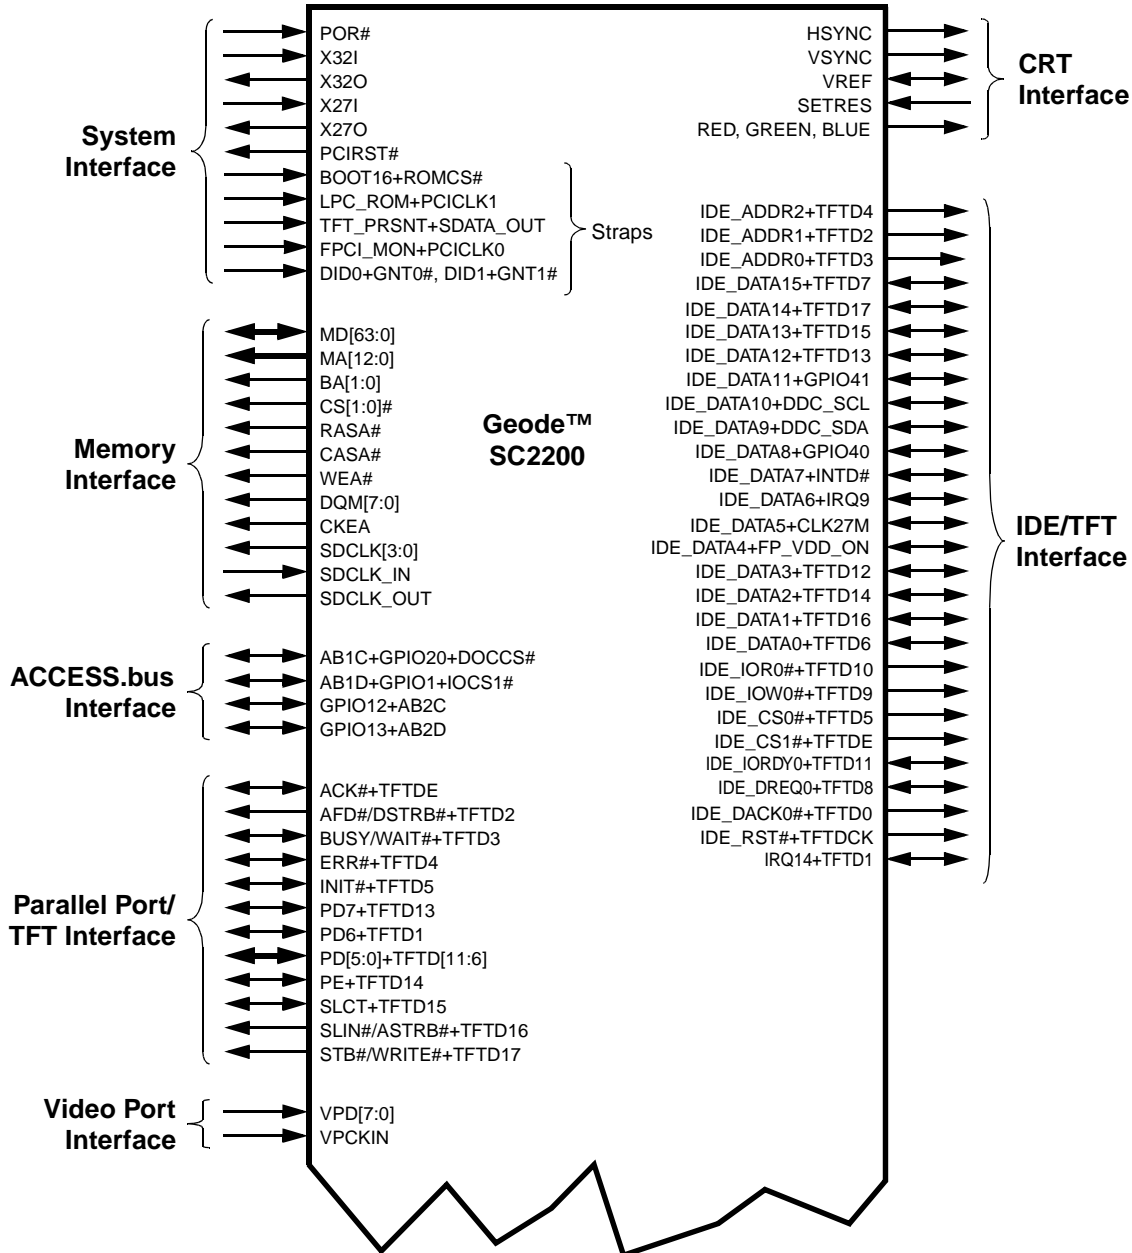 System
Interface
POR#
X32I
X32O
X27I
X27O
PCIRST#
BOOT16+ROMCS#
LPC_ROM+PCICLK1
TFT_PRSNT+SDATA_OUT
FPCI_MON+PCICLK0
DID0+GNT0#, DID1+GNT1#
Straps
Memory
Interface
MD[63:0]
MA[12:0]
BA[1:0]
CS[1:0]#
RASA#
CASA#
WEA#
DQM[7:0]
CKEA
SDCLK[3:0]
SDCLK_IN
SDCLK_OUT
ACCESS.bus
Interface
AB1C+GPIO20+DOCCS#
AB1D+GPIO1+IOCS1#
GPIO12+AB2C
GPIO13+AB2D
Parallel Port/
TFT Interface
ACK#+TFTDE
AFD#/DSTRB#+TFTD2
BUSY/WAIT#+TFTD3
ERR#+TFTD4
INIT#+TFTD5
PD7+TFTD13
PD6+TFTD1
PD[5:0]+TFTD[11:6]
PE+TFTD14
SLCT+TFTD15
SLIN#/ASTRB#+TFTD16
STB#/WRITE#+TFTD17
Video Port
Interface
VPD[7:0]
VPCKIN
Geode™
SC2200
HSYNC
VSYNC
VREF
SETRES
RED, GREEN, BLUE
CRT
Interface
IDE_ADDR2+TFTD4
IDE_ADDR1+TFTD2
IDE_ADDR0+TFTD3
IDE_DATA15+TFTD7
IDE_DATA14+TFTD17
IDE_DATA13+TFTD15
IDE_DATA12+TFTD13
IDE_DATA11+GPIO41
IDE_DATA10+DDC_SCL
IDE_DATA9+DDC_SDA
IDE_DATA8+GPIO40
IDE_DATA7+INTD#
IDE_DATA6+IRQ9
IDE_DATA5+CLK27M
IDE_DATA4+FP_VDD_ON
IDE_DATA3+TFTD12
IDE_DATA2+TFTD14
IDE_DATA1+TFTD16
IDE_DATA0+TFTD6
IDE_IOR0#+TFTD10
IDE_IOW0#+TFTD9
IDE_CS0#+TFTD5
IDE_CS1#+TFTDE
IDE_IORDY0+TFTD11
IDE_DREQ0+TFTD8
IDE_DACK0#+TFTD0
IDE_RST#+TFTDCK
IRQ14+TFTD1
IDE/TFT
Interface